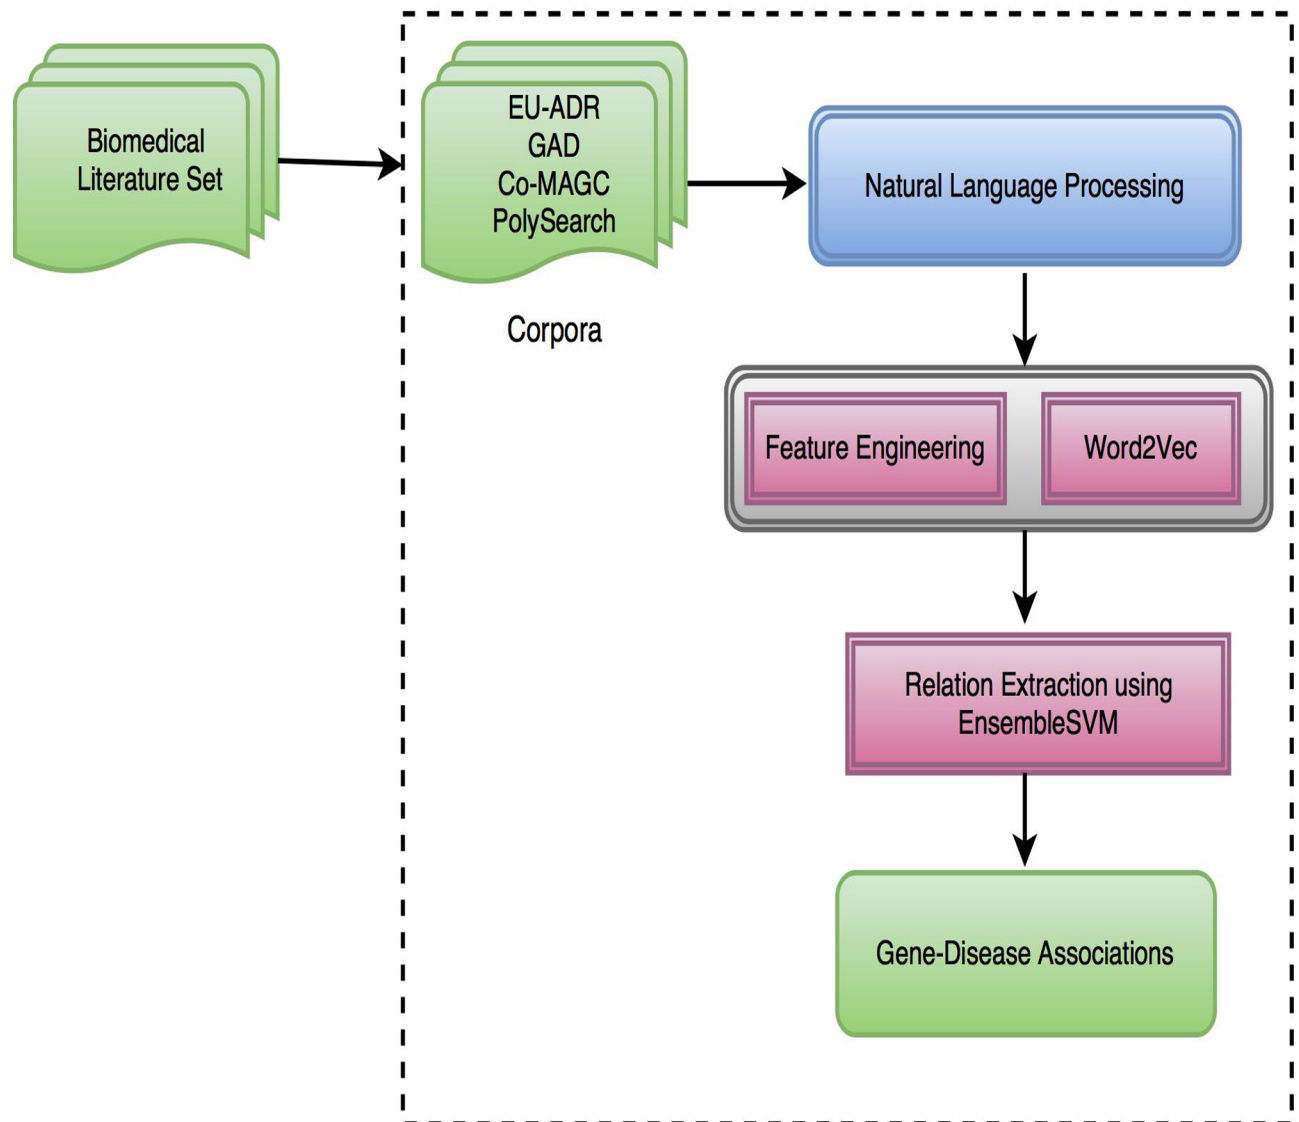 Biomedical
Literature Set
EU-ADR
GAD
Co-MAGC
PolySearch
Corpora
Natural Language Processing
Feature Engineering
Word2Vec
Relation Extraction using
EnsembleSVM
Gene-Disease Associations